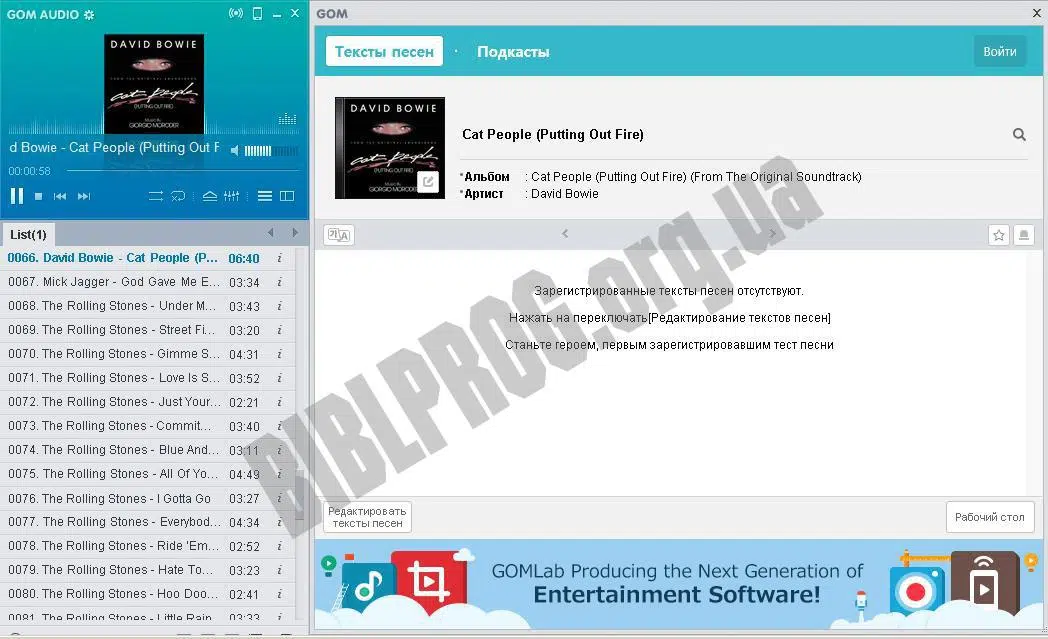 GOM AUDIO
DAVID BOWIE
cat people
(PUTTING OUT FIRE)
GIORGIO MORODER
d Bowie - Cat People (Putting Out F
00:00:58
List(1)
0066. David Bowie - Cat People (P... 06:40 i
0067. Mick Jagger - God Gave Me E... 03:34 i
0068. The Rolling Stones - Under M... 03:43 i
0069. The Rolling Stones - Street Fi... 03:20 i
0070. The Rolling Stones - Gimme S... 04:31 i
0071. The Rolling Stones - Love Is S... 03:52 i
0072. The Rolling Stones - Just Your... 02:21 i
0073. The Rolling Stones - Commit... 03:40 i
0074. The Rolling Stones - Blue And... 03:11 i
0075. The Rolling Stones - All Of Yo... 04:49 i
0076. The Rolling Stones - I Gotta Go 03:27 i
0077. The Rolling Stones - Everybod... 04:34 i
0078. The Rolling Stones - Ride 'Em... 02:52 i
0079. The Rolling Stones - Hate To... 03:23 i
0080. The Rolling Stones - Hoo Doo... 02:41 i
0081. The Rolling Stones - Little Rain 03:33 i
GOM
Тексты песен · Подкасты
Войти
DAVID BOWIE
cat people
(PUTTING OUT FIRE)
GIORGIO MORODER
Cat People (Putting Out Fire)
*Альбом : Cat People (Putting Out Fire) (From The Original Soundtrack)
*Артист : David Bowie
가A
Зарегистрированные тексты песен отсутствуют.
Нажать на переключать[Редактирование текстов песен]
Станьте героем, первым зарегистрировавшим тест песни
BIBLPROG.org.ua
Редактировать
тексты песен
Рабочий стол
GOMLab Producing the Next Generation of
Entertainment Software!